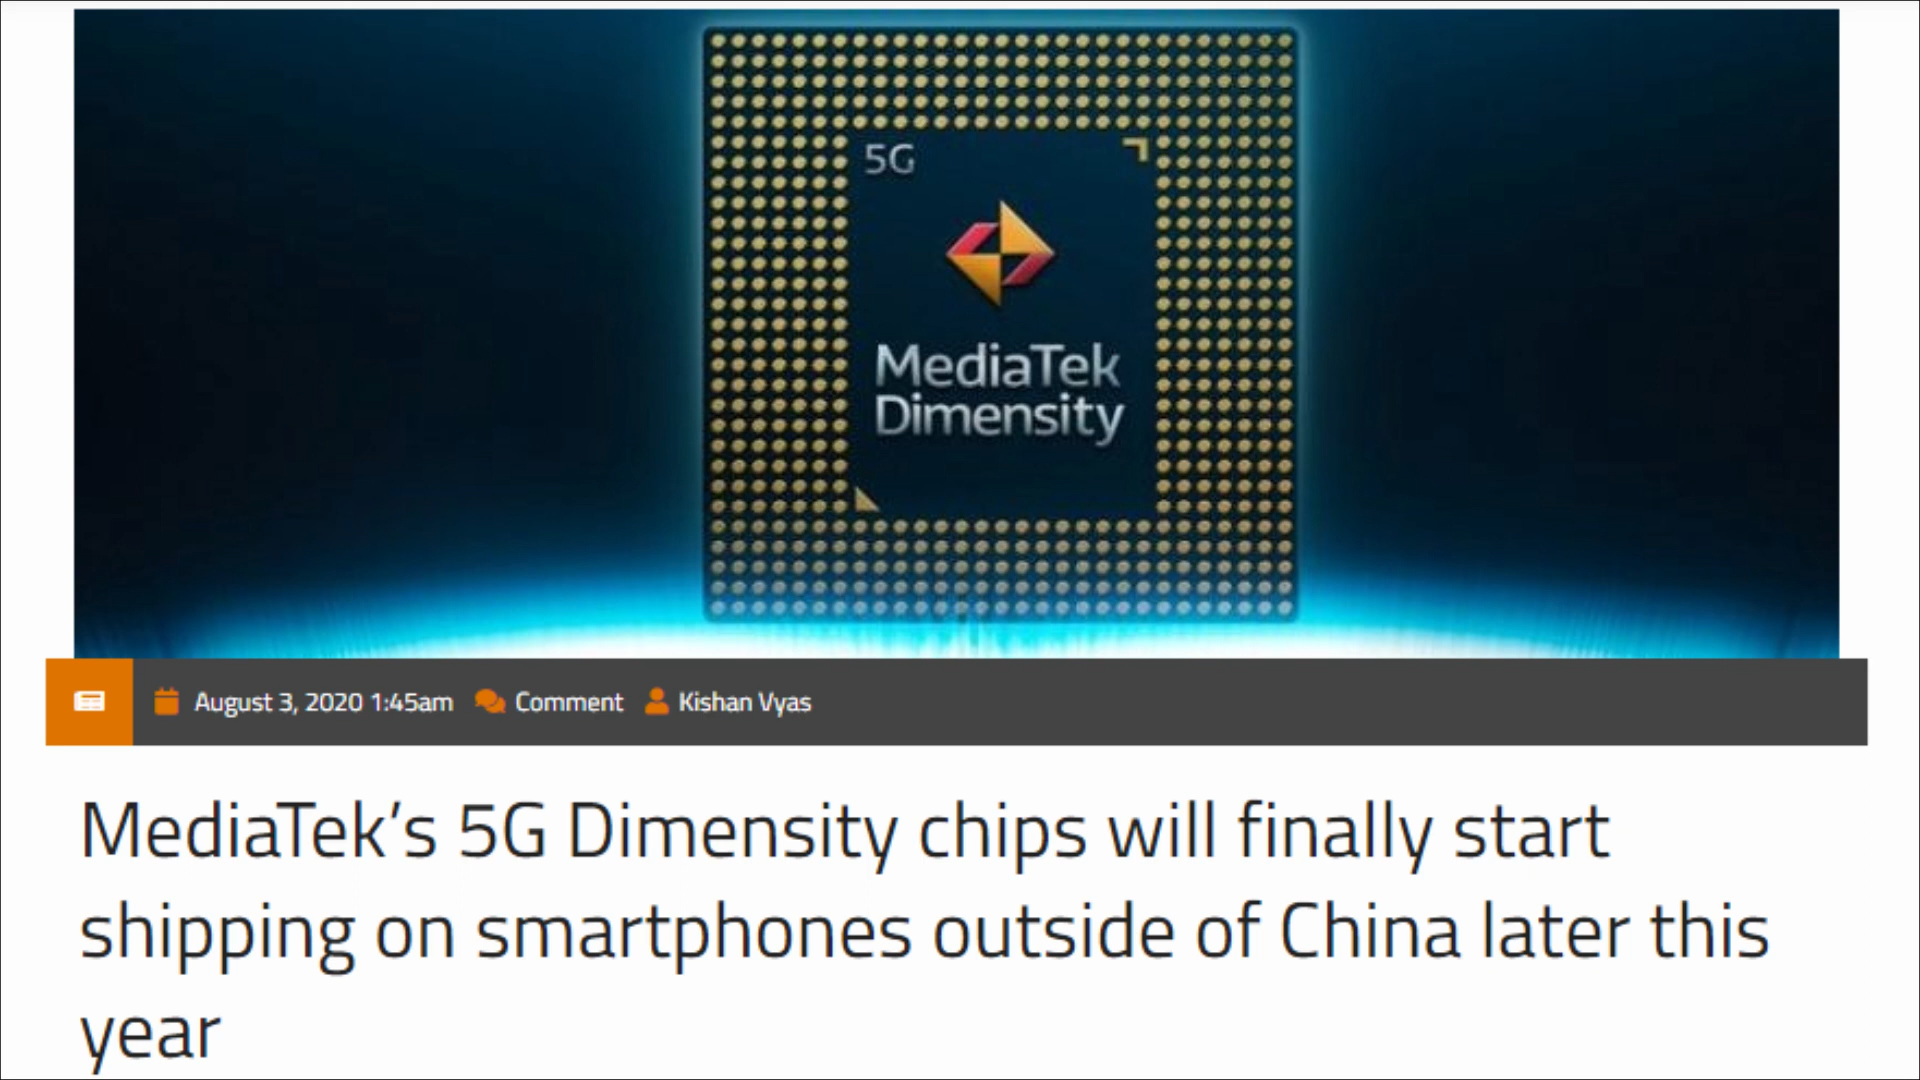 5G
MediaTek
Dimensity
August 3, 2020 1:45am Comment Kishan Vyas
MediaTek’s 5G Dimensity chips will finally start
shipping on smartphones outside of China later this
year